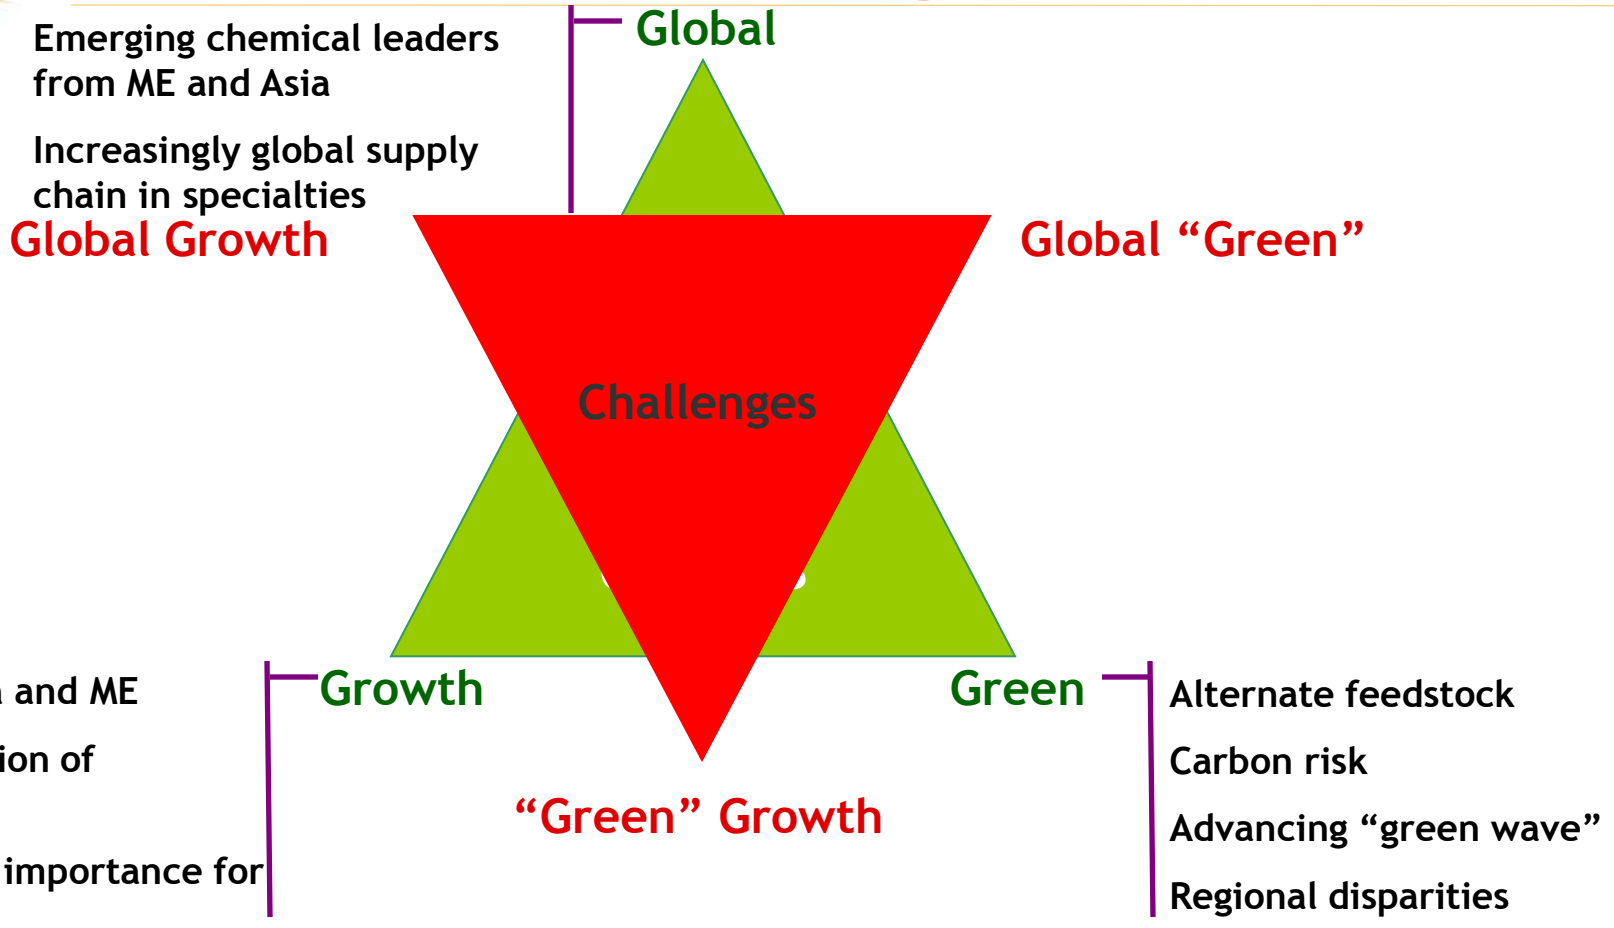 Global
Emerging chemical leaders
from ME and Asia
Increasingly global supply
chain in specialties
Global Growth
Global “Green”
Challenges
Growth
Green
and ME
of
importance for
Alternate feedstock
Carbon risk
Advancing “green wave”
Regional disparities
“Green” Growth